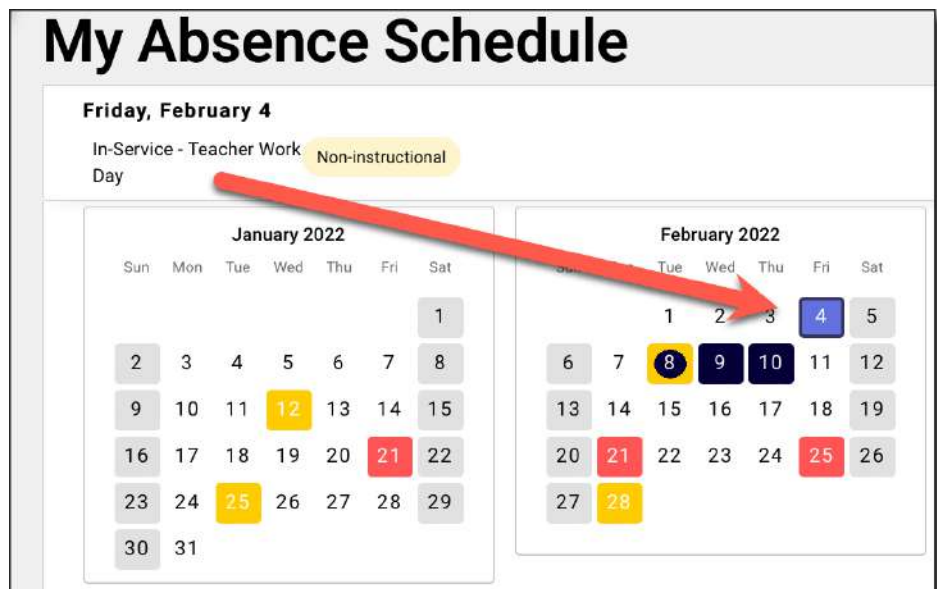 My Absence Schedule
Friday, February 4
In-Service - Teacher Work
Day
Non-instructional
January 2022
Sun Mon Tue Wed Thu Fri Sat
1
2 3 4 5 6 7 8
9 10 11 12 13 14 15
16 17 18 19 20 21 22
23 24 25 26 27 28 29
30 31
February 2022
Tue Wed Thu Fri Sat
1 2 3 4 5
6 7 8 9 10 11 12
13 14 15 16 17 18 19
20 21 22 23 24 25 26
27 28